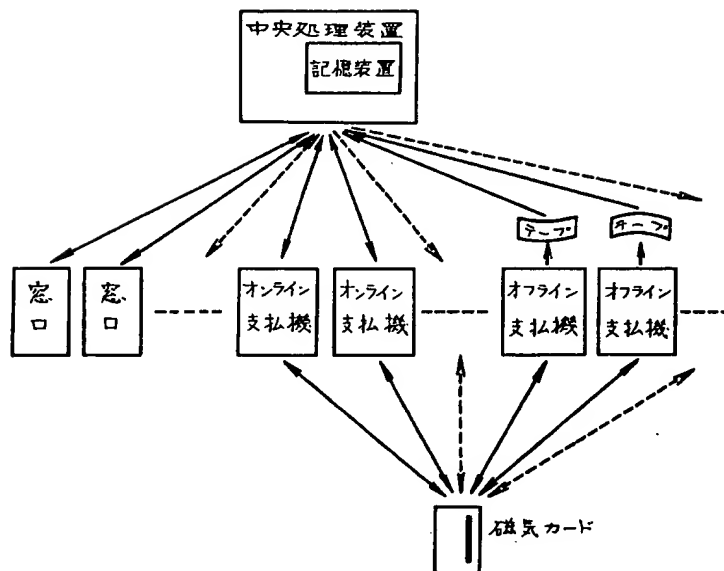 中央処理装置
記憶装置
テープ
テープ
窓口
窓口
オンライン
支払機
オンライン
支払機
オフライン
支払機
オフライン
支払機
磁気カード